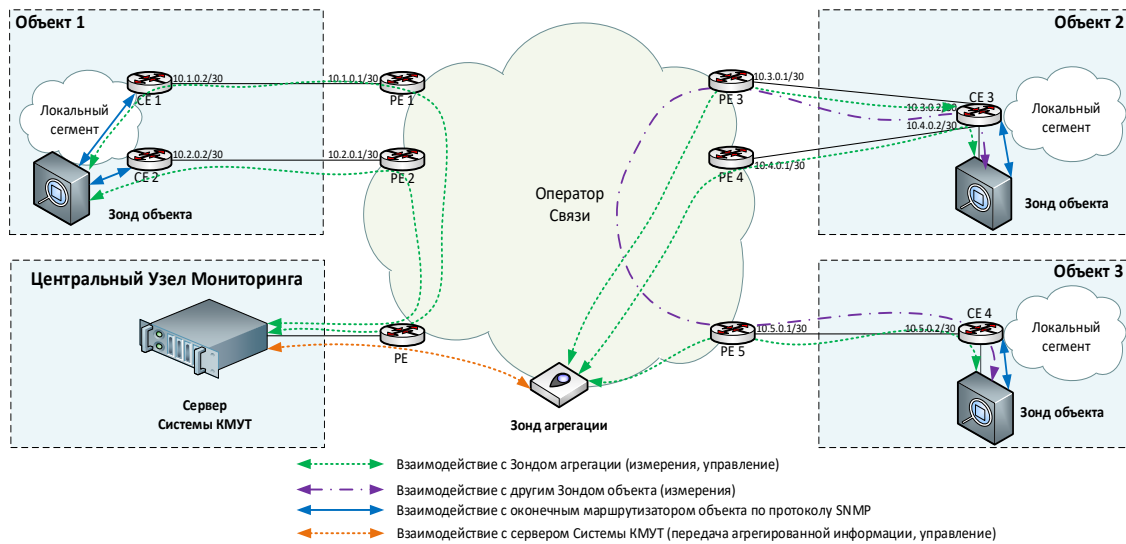 Объект 1
10.1.0.2/30
CE 1
10.1.0.1/30
PE 1
Локальный
сегмент
10.2.0.2/30
CE 2
10.2.0.1/30
PE 2
Зонд объекта
Оператор
Связи
Объект 2
PE 3
10.3.0.1/30
CE 3
10.3.0.2/30
10.4.0.2/30
Локальный
сегмент
PE 4
10.4.0.1/30
Зонд объекта
Центральный Узел Мониторинга
PE
Сервер
Системы КМУТ
Зонд агрегации
Объект 3
PE 5
10.5.0.1/30
10.5.0.2/30
CE 4
Локальный
сегмент
Зонд объекта
Взаимодействие с Зондом агрегации (измерения, управление)
Взаимодействие с другим Зондом объекта (измерения)
Взаимодействие с оконечным маршрутизатором объекта по протоколу SNMP
Взаимодействие с сервером Системы КМУТ (передача агрегированной информации, управление)